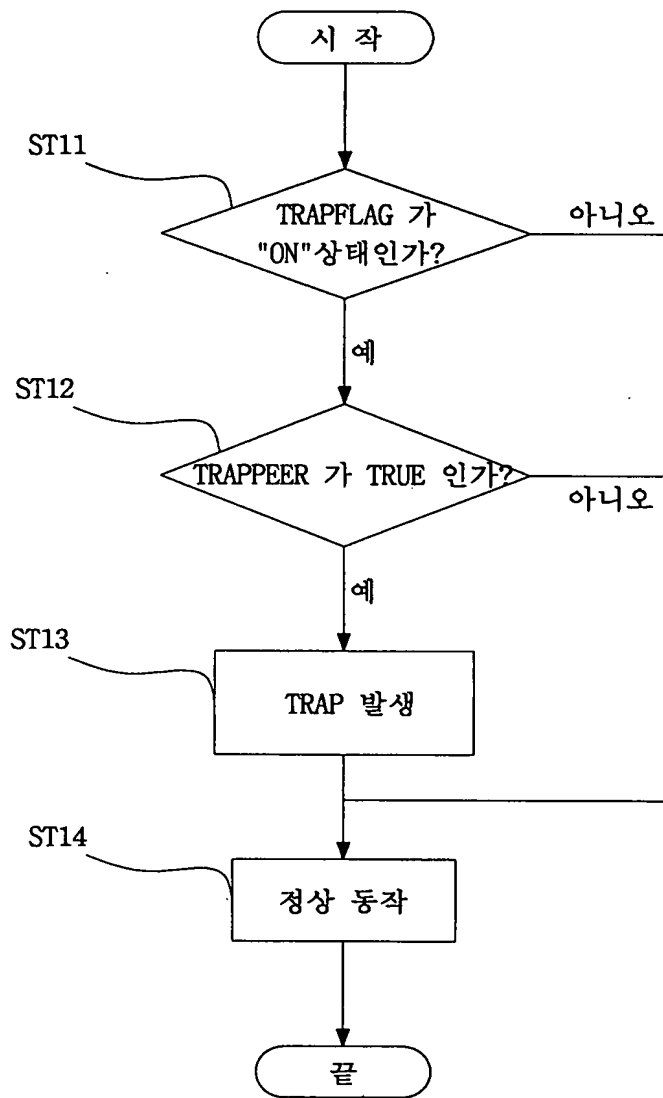 시 작
ST11
TRAPFLAG 가
"ON"상태인가?
아니오
예
ST12
TRAPPEER 가 TRUE 인가?
아니오
예
ST13
TRAP 발생
ST14
정상 동작
끝